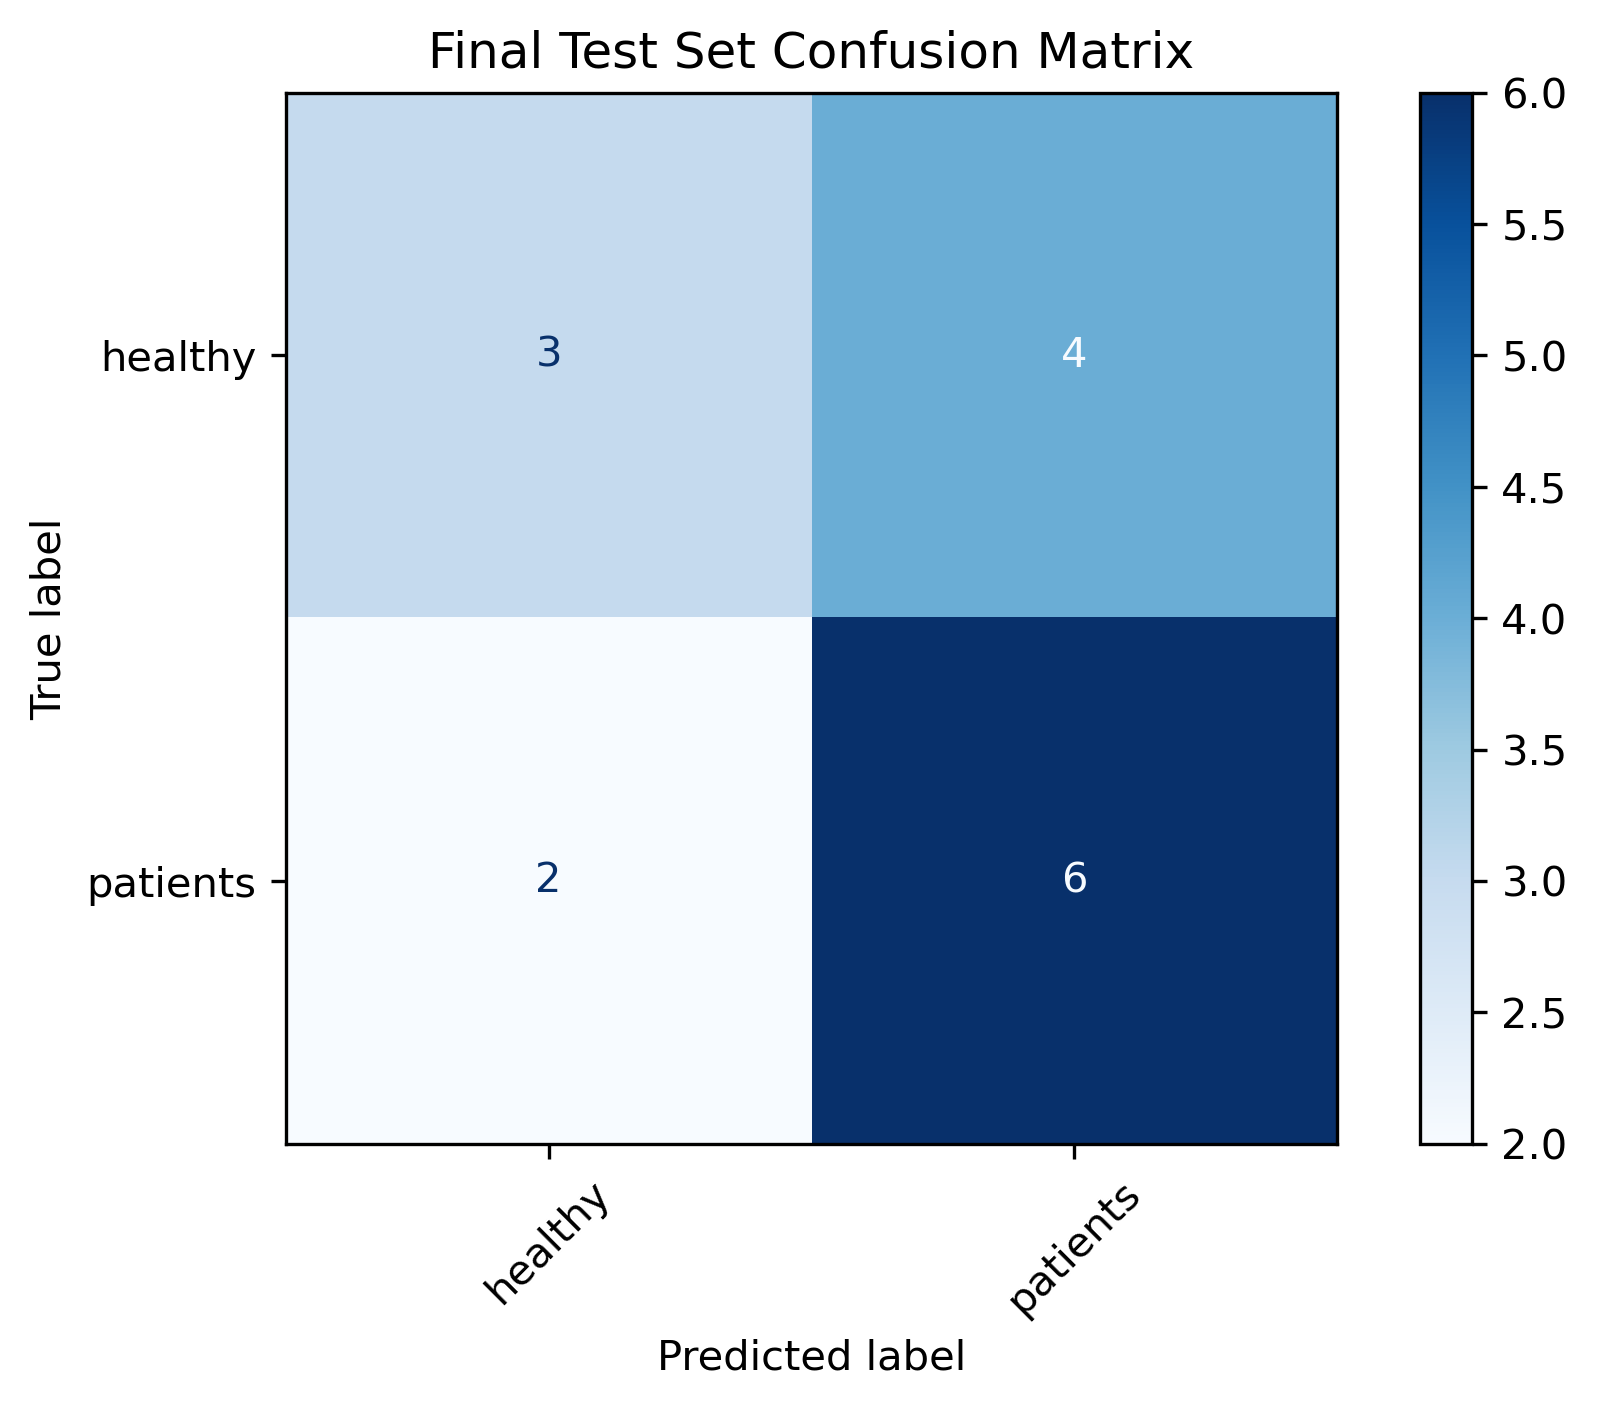 Final Test Set Confusion Matrix
True label
healthy
patients
3
4
2
6
healthy
patients
Predicted label
6.0
5.5
5.0
4.5
4.0
3.5
3.0
2.5
2.0